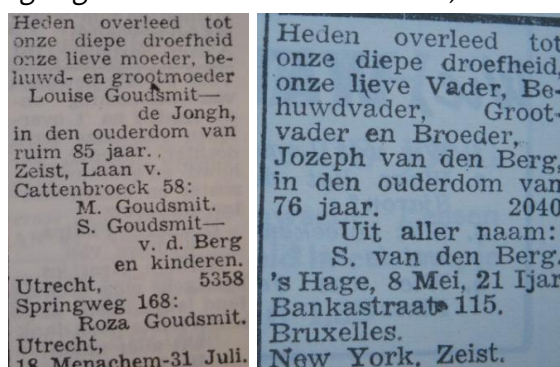 Heden overleed tot
onze diepe droefheid
onze lieve moeder, be-
huwd- en grootmoeder
Louise Goudsmit—
de Jongh,
in den ouderdom van
ruim 85 jaar.
Zeist, Laan v.
Cattenbroeck 58:
M. Goudsmit.
S. Goudsmit—
v. d. Berg
en kinderen.
Utrecht, 5358
Springweg 168:
Roza Goudsmit.
Utrecht,
18 Menachem-31 Juli.
Heden overleed tot
onze diepe droefheid,
onze lieve Vader, Be-
huwdvader, Groot-
vader en Broeder,
Jozeph van den Berg,
in den ouderdom van
76 jaar. 2040
Uit aller naam:
S. van den Berg.
's Hage, 8 Mei, 21 Ijar
Bankastraat 115.
Bruxelles.
New York, Zeist.